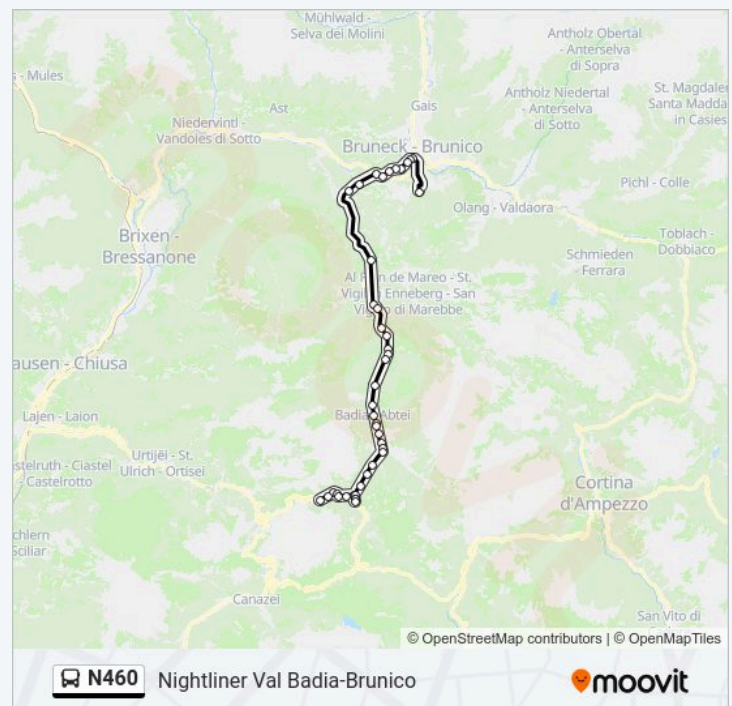 Mühlwald -
Selva dei Molini
Antholz Obertal
- Anterselva
di Sopra
- Mules
Ast
Gais
Antholz Niedertal
- Anterselva
di Sotto
St. Magdalen
Santa Madda
in Casies
Niedervintl -
Vandoies di Sotto
Bruneck - Brunico
Pichl - Colle
Olang - Valdaora
Brixen -
Bressanone
Toblach -
Dobbiaco
Schmieden
Ferrara
Al Plan de Mareo - St.
Vigil Enneberg - San
Vigilio di Marebbe
ausen - Chiusa
Lajen - Laion
Badia Abtei
Urtijëi - St.
Ulrich - Ortisei
stelruth - Ciastel
Castelrotto
Cortina
d'Ampezzo
chlern
Sciliar
Canazei
San Vito di
© OpenStreetMap contributors | © OpenMapTiles
N460 Nightliner Val Badia-Brunico
moovit